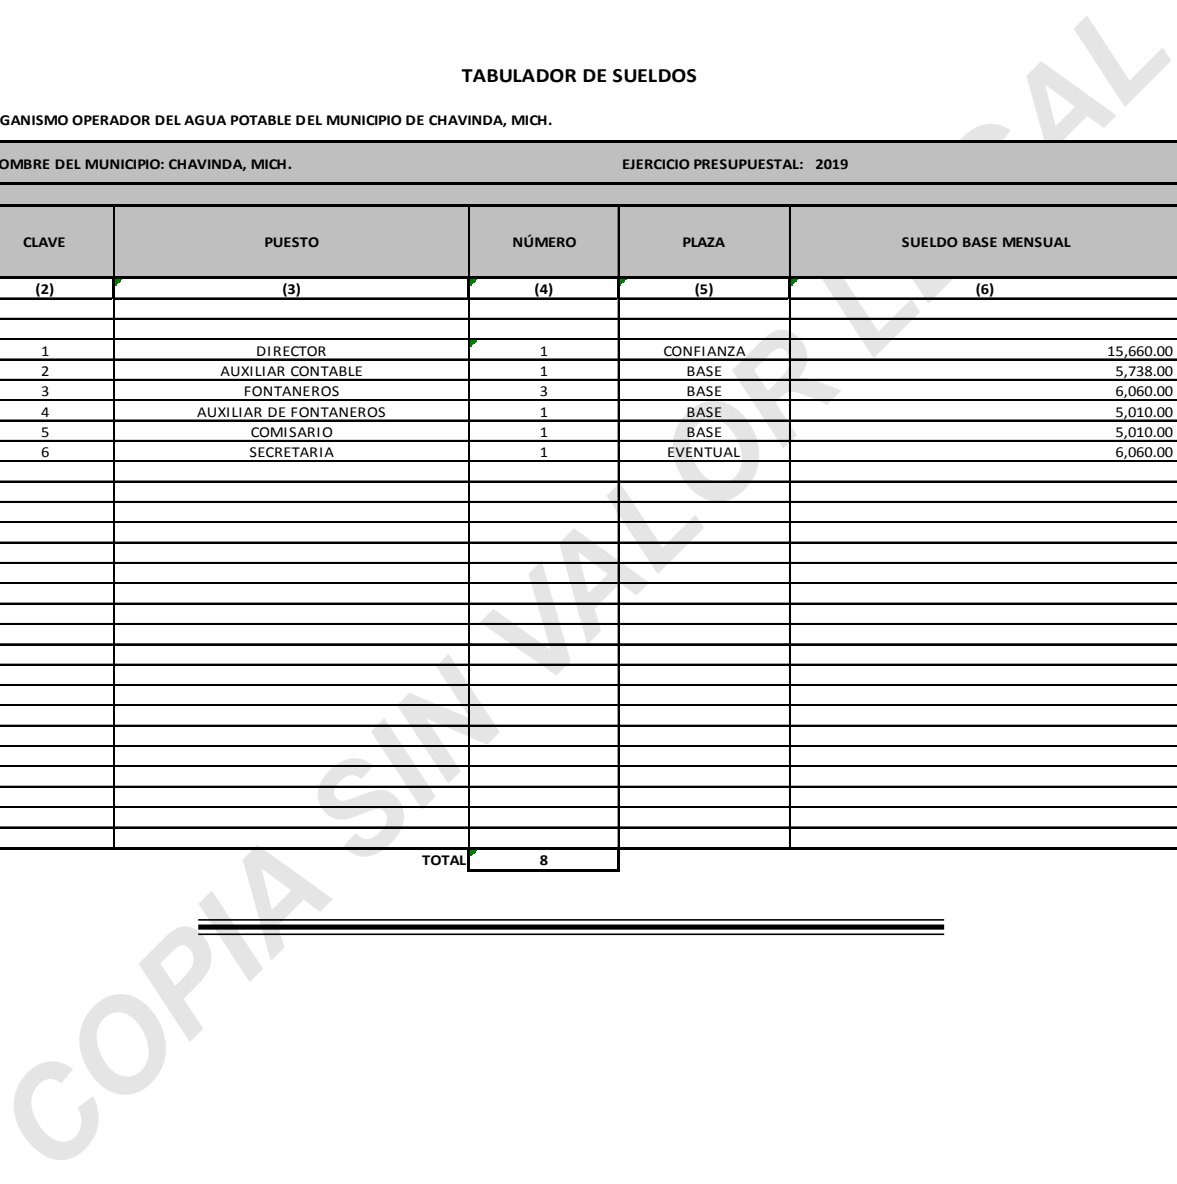 TABULADOR DE SUELDOS
GANISMO OPERADOR DEL AGUA POTABLE DEL MUNICIPIO DE CHAVINDA, MICH.
OMBRE DEL MUNICIPIO: CHAVINDA, MICH. EJERCICIO PRESUPUESTAL: 2019
CLAVE PUESTO NÚMERO PLAZA SUELDO BASE MENSUAL
(2) (3) (4) (5) (6)
1 DIRECTOR 1 CONFIANZA 15,660.00
2 AUXILIAR CONTABLE 1 BASE 5,738.00
3 FONTANEROS 3 BASE 6,060.00
4 AUXILIAR DE FONTANEROS 1 BASE 5,010.00
5 COMISARIO 1 BASE 5,010.00
6 SECRETARIA 1 EVENTUAL 6,060.00
TOTAL 8
COPIA SIN VALOR LEGAL